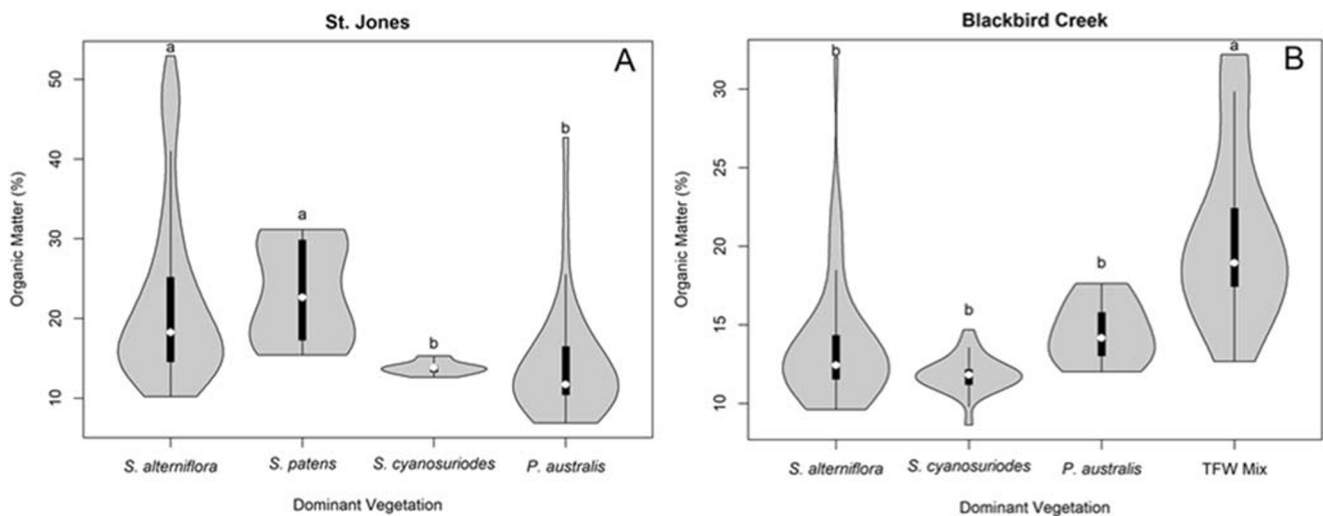 St. Jones
A
a
a
b
b
50
40
30
20
10
Organic Matter (%)
S. alterniflora
S. patens
S. cyanosuriodes
P. australis
Dominant Vegetation
Blackbird Creek
B
b
b
b
a
30
25
20
15
10
Organic Matter (%)
S. alterniflora
S. cyanosuriodes
P. australis
TFW Mix
Dominant Vegetation